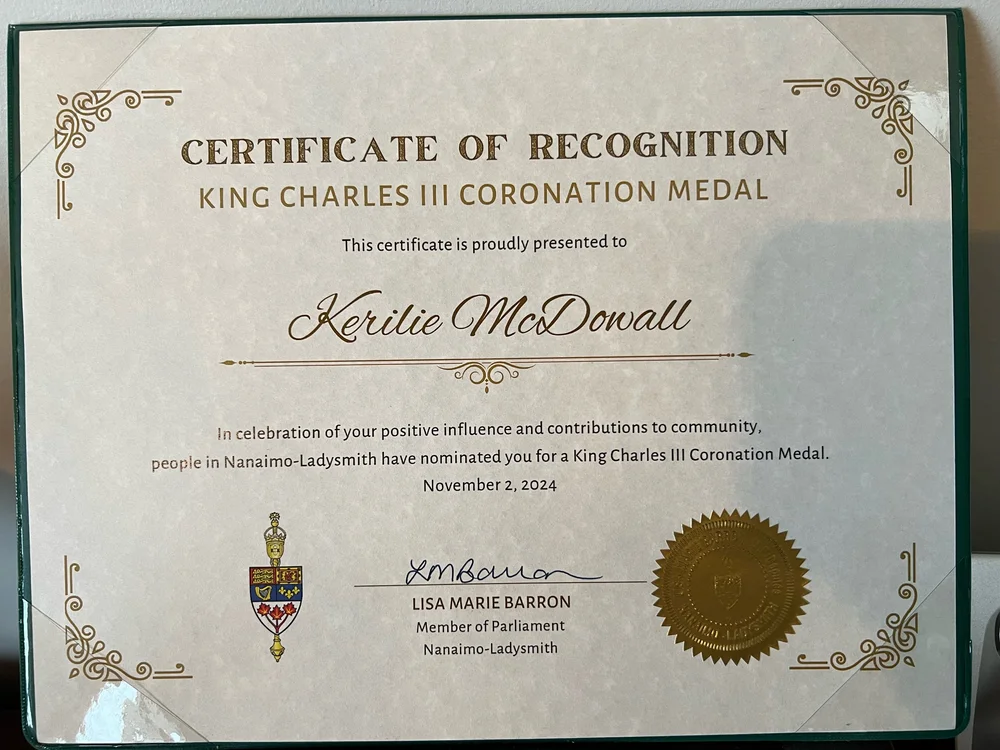 CERTIFICATE OF RECOGNITION
KING CHARLES III CORONATION MEDAL
This certificate is proudly presented to
Kerilie McDowall
In celebration of your positive influence and contributions to community,
people in Nanaimo-Ladysmith have nominated you for a King Charles III Coronation Medal.
November 2, 2024
LMBarron
LISA MARIE BARRON
Member of Parliament
Nanaimo-Ladysmith